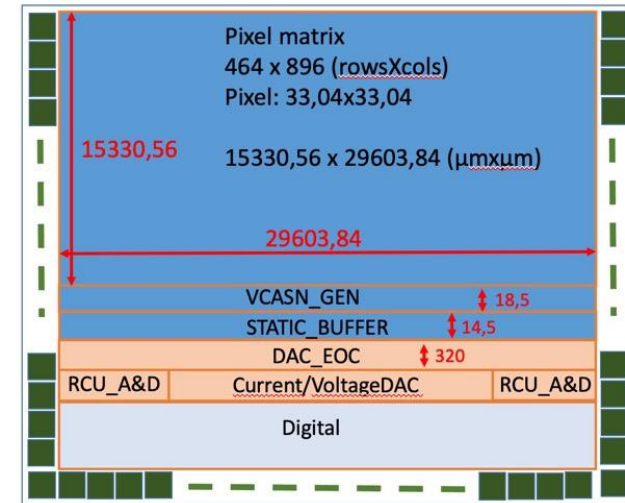 Pixel matrix
464 x 896 (rowsXcols)
Pixel: 33,04x33,04
15330,56
15330,56 x 29603,84 (µmxµm)
29603,84
VCASN_GEN
18,5
STATIC_BUFFER
14,5
DAC_EOC
320
RCU_A&D
Current/VoltageDAC
RCU_A&D
Digital